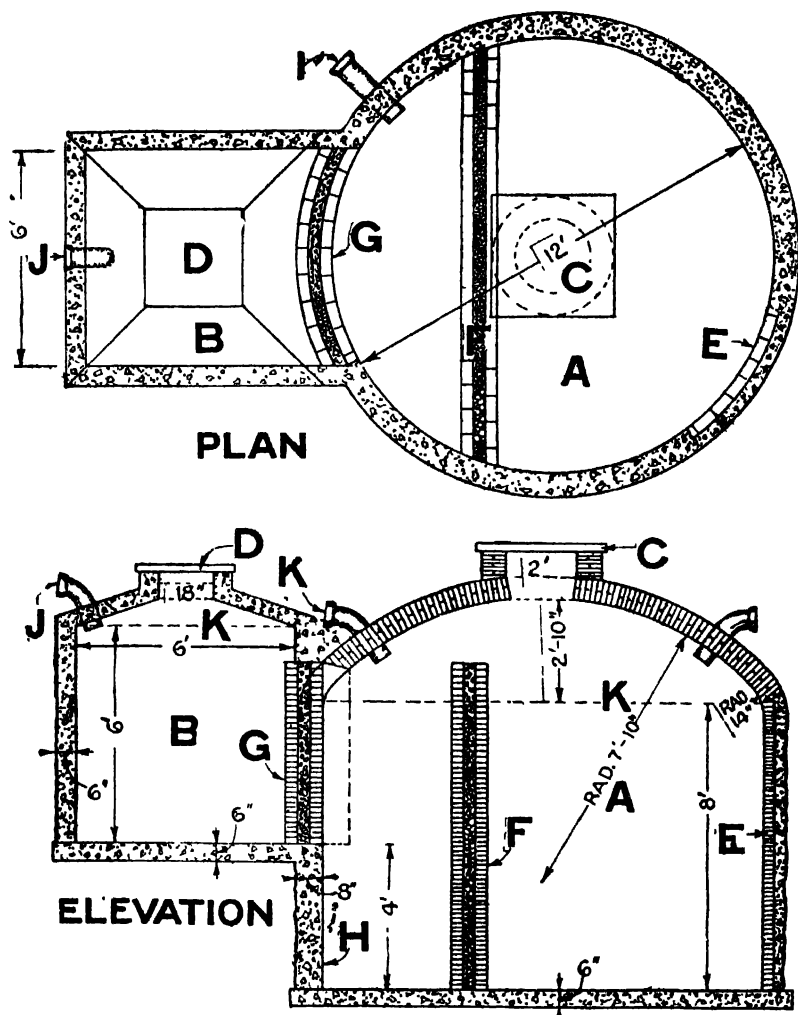 I
6'
J
D
B
G
12'
C
F
A
E
PLAN
D
C
J
18"
K
K
2'
6'
2'-10"
6'
B
G
K
RAD. 14"
RAD. 7'-10"
A
8'
6"
6"
F
E
ELEVATION
8"
H
4'
6"